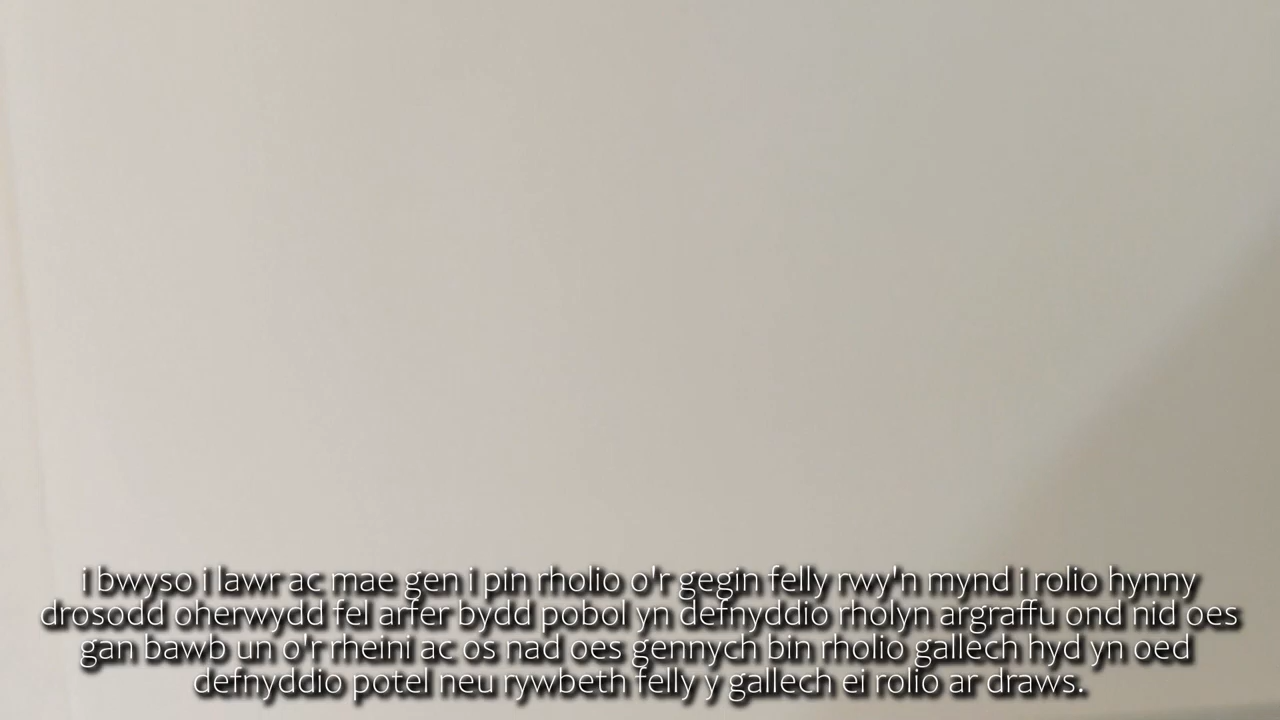 i bwyso i lawr ac mae gen i pin rholio o'r gegin felly rwy'n mynd i rolio hynny
drosodd oherwydd fel arfer bydd pobol yn defnyddio rholyn argraffu ond nid oes
gan bawb un o'r rheini ac os nad oes gennych bin rholio gallech hyd yn oed
defnyddio potel neu rywbeth felly y gallech ei rolio ar draws.